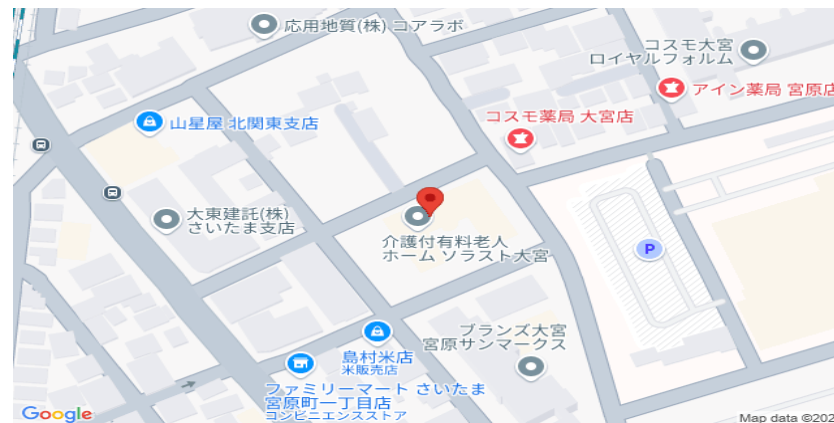 応用地質(株) コアラボ
コスモ大宮
ロイヤルフォルム
アイン薬局 宮原店
コスモ薬局 大宮店
山星屋 北関東支店
大東建託(株)
さいたま支店
介護付有料老人
ホーム ソラスト大宮
P
ブランズ大宮
宮原サンマークス
島村米店
米販売店
ファミリーマート さいたま
宮原町一丁目店
コンビニエンスストア
Google
Map data ©202